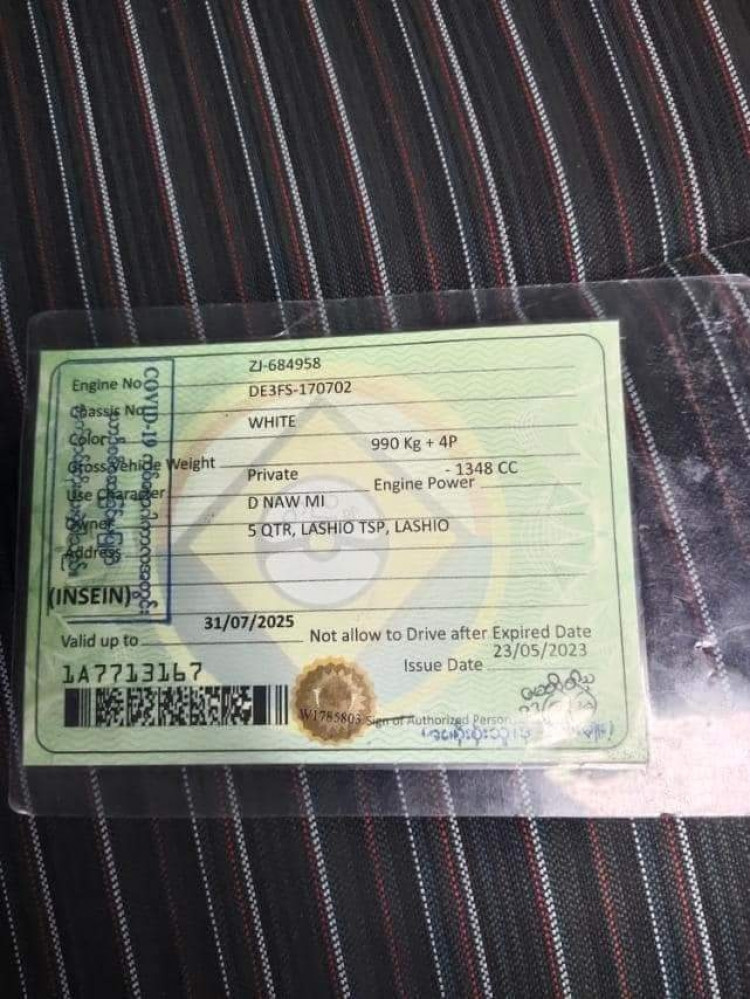 Engine No ZJ-684958
Chassis No DE3FS-170702
Color WHITE
Gross Vehicle Weight 990 Kg + 4P
Use Character Private Engine Power - 1348 CC
Owner D NAW MI
Address 5 QTR, LASHIO TSP, LASHIO
COVID-19
(INSEIN)
Valid up to 31/07/2025 Not allow to Drive after Expired Date
Issue Date 23/05/2023
1A7713167
W1785803 Sign of Authorized Person